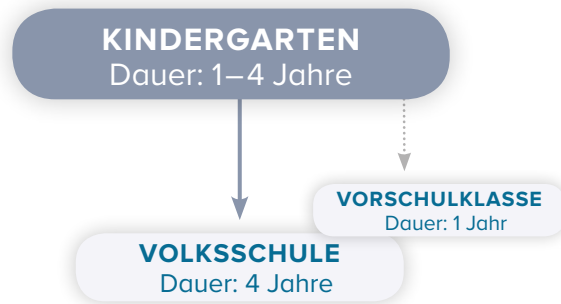 KINDERGARTEN
Dauer: 1–4 Jahre
VORSCHULKLASSE
Dauer: 1 Jahr
VOLKSSCHULE
Dauer: 4 Jahre